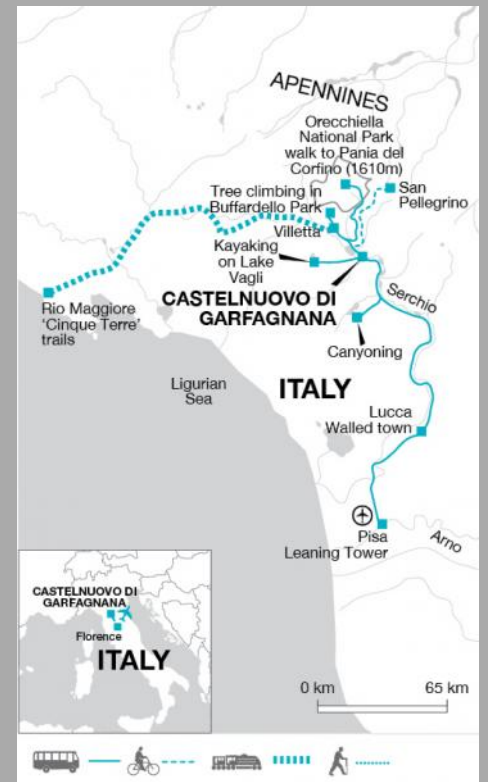 APENNINES
Orecchiella
National Park
walk to Pania del
Corfino (1610m)
Tree climbing in
Buffardello Park
San
Pellegrino
Villetta
Kayaking
on Lake
Vagli
Rio Maggiore
'Cinque Terre'
trails
CASTELNUOVO DI
GARFAGNANA
Serchio
Canyoning
Ligurian
Sea
ITALY
Lucca
Walled town
Pisa
Leaning Tower
Arno
CASTELNUOVO DI
GARFAGNANA
Florence
ITALY
0 km
65 km